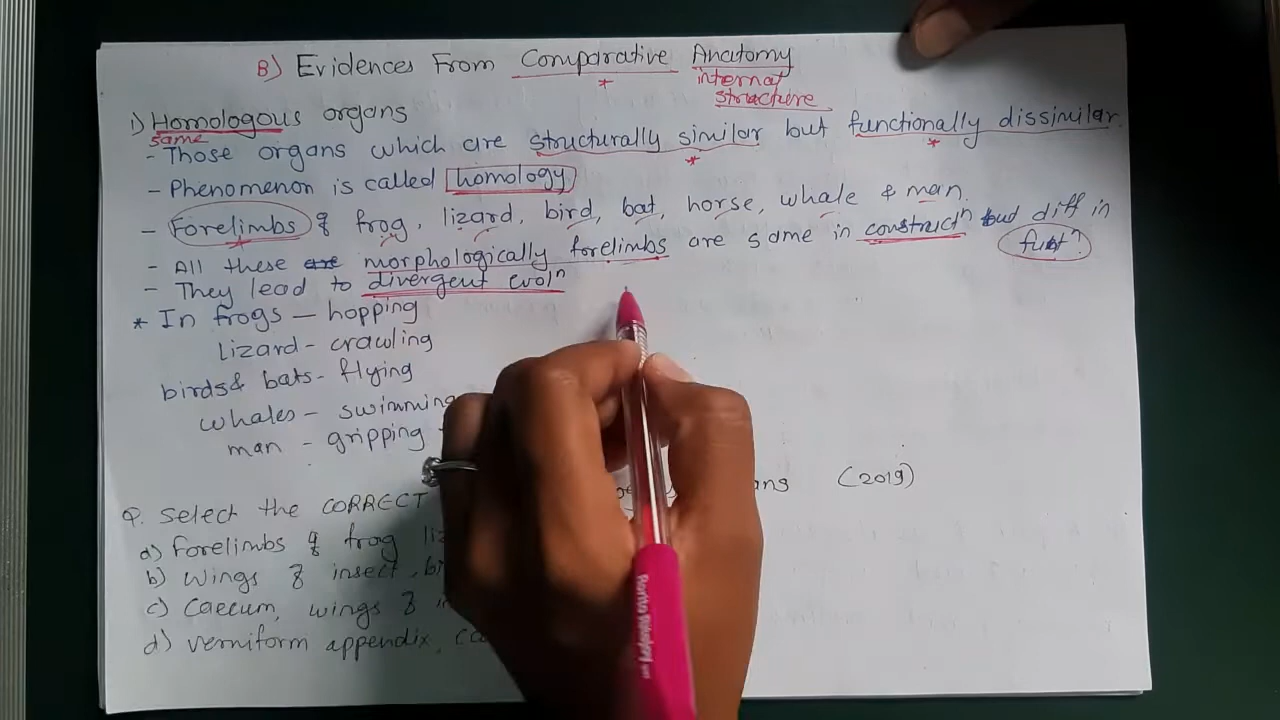 B) Evidences From Comparative Anatomy
* internal
structure
1) Homologous organs
same
- Those organs which are structurally similar but functionally dissimilar.
* *
- Phenomenon is called homology
- Forelimbs of frog, lizard, bird, bat, horse, whale & man.
*
- All these are morphologically forelimbs are same in constructn but diff in functn
- They lead to divergent evoln
* In frogs - hopping
lizard - crawling
birds & bats - flying
whales - swimming
man - gripping
Q. Select the CORRECT (2019)
a) Forelimbs of frog
b) Wings of insect,
c) Caecum, wings of
d) vermiform appendix,